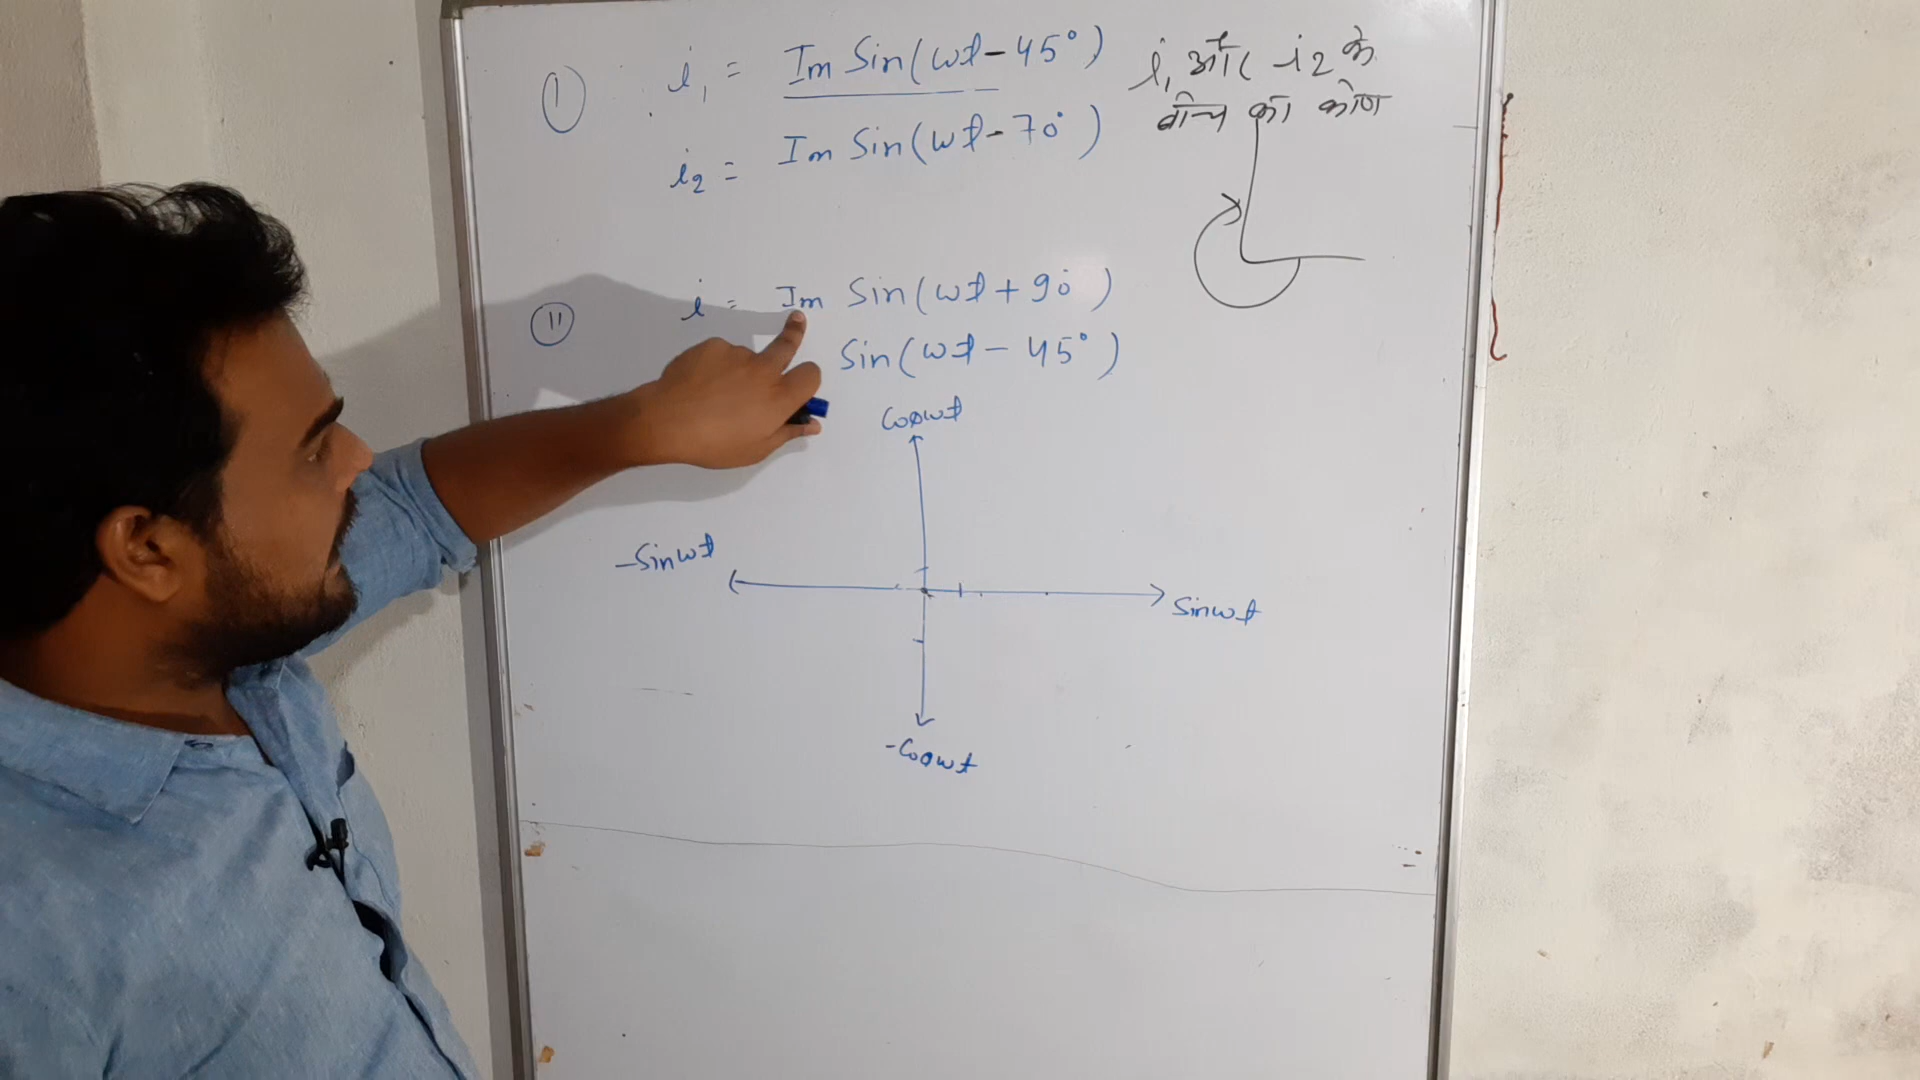 (I) i₁ = Im Sin(ωt - 45°)
i₂ = Im Sin(ωt - 70°)
i₁ और i₂ के
बीच का कोण
(II) i = Im Sin(ωt + 90°)
Sin(ωt - 45°)
Cosωt
-Sinωt
Sinωt
-Cosωt